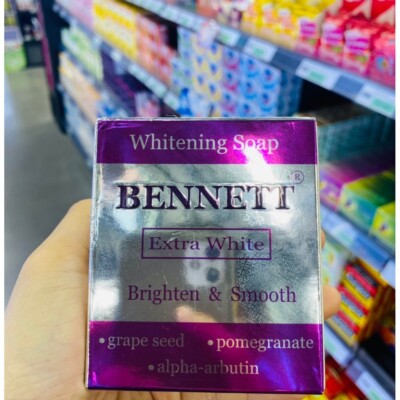 Whitening Soap
BENNETT®
Extra White
Brighten & Smooth
• grape seed • pomegranate
• alpha-arbutin